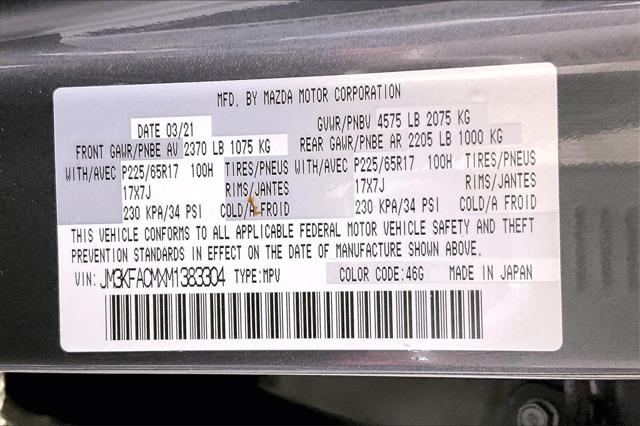 MFD. BY MAZDA MOTOR CORPORATION
DATE 03/21 GVWR/PNBV 4575 LB 2075 KG
FRONT GAWR/PNBE AV 2370 LB 1075 KG REAR GAWR/PNBE AR 2205 LB 1000 KG
WITH/AVEC P225/65R17 100H TIRES/PNEUS WITH/AVEC P225/65R17 100H TIRES/PNEUS
17X7J RIMS/JANTES 17X7J RIMS/JANTES
230 KPA/34 PSI COLD/A FROID 230 KPA/34 PSI COLD/A FROID
THIS VEHICLE CONFORMS TO ALL APPLICABLE FEDERAL MOTOR VEHICLE SAFETY AND THEFT
PREVENTION STANDARDS IN EFFECT ON THE DATE OF MANUFACTURE SHOWN ABOVE.
VIN: JM3KFACMXM1383304 TYPE:MPV COLOR CODE:46G MADE IN JAPAN